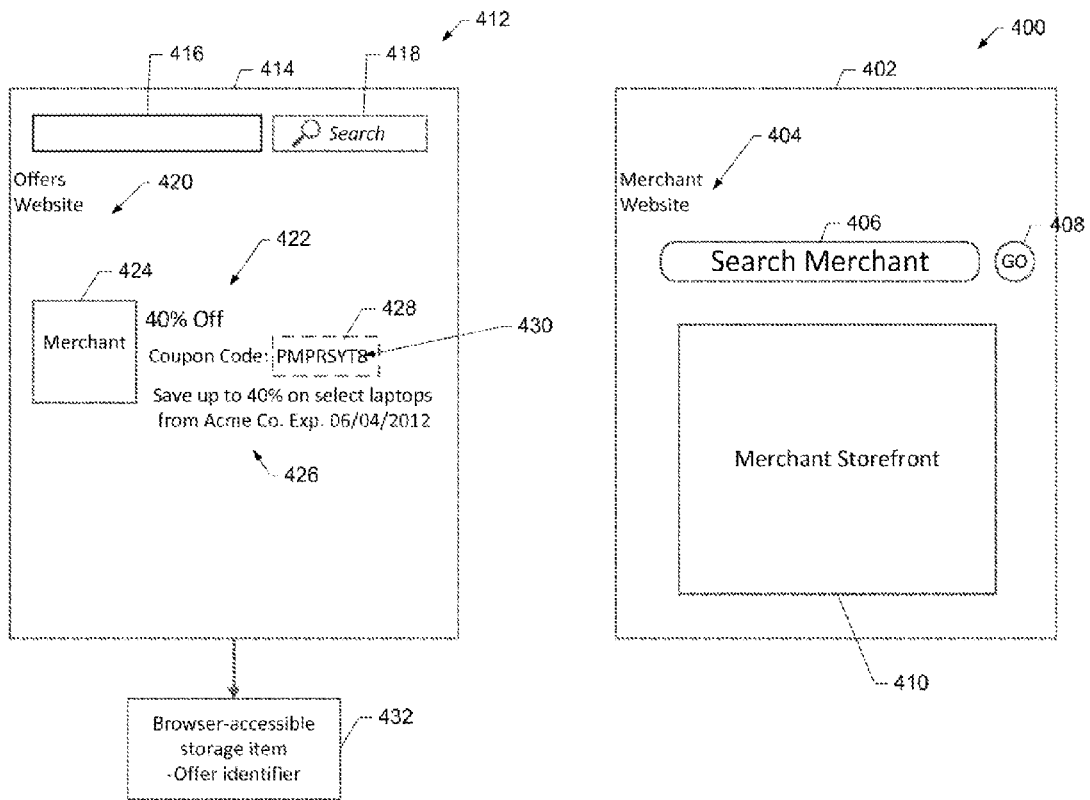 412
416
414
418
Search
Offers
Website
420
422
424
Merchant
40% Off
428
430
Coupon Code:
PMPRSYT8
Save up to 40% on select laptops
from Acme Co. Exp. 06/04/2012
426
432
Browser-accessible
storage item
-Offer identifier
400
402
404
Merchant
Website
406
408
Search Merchant
GO
Merchant Storefront
410